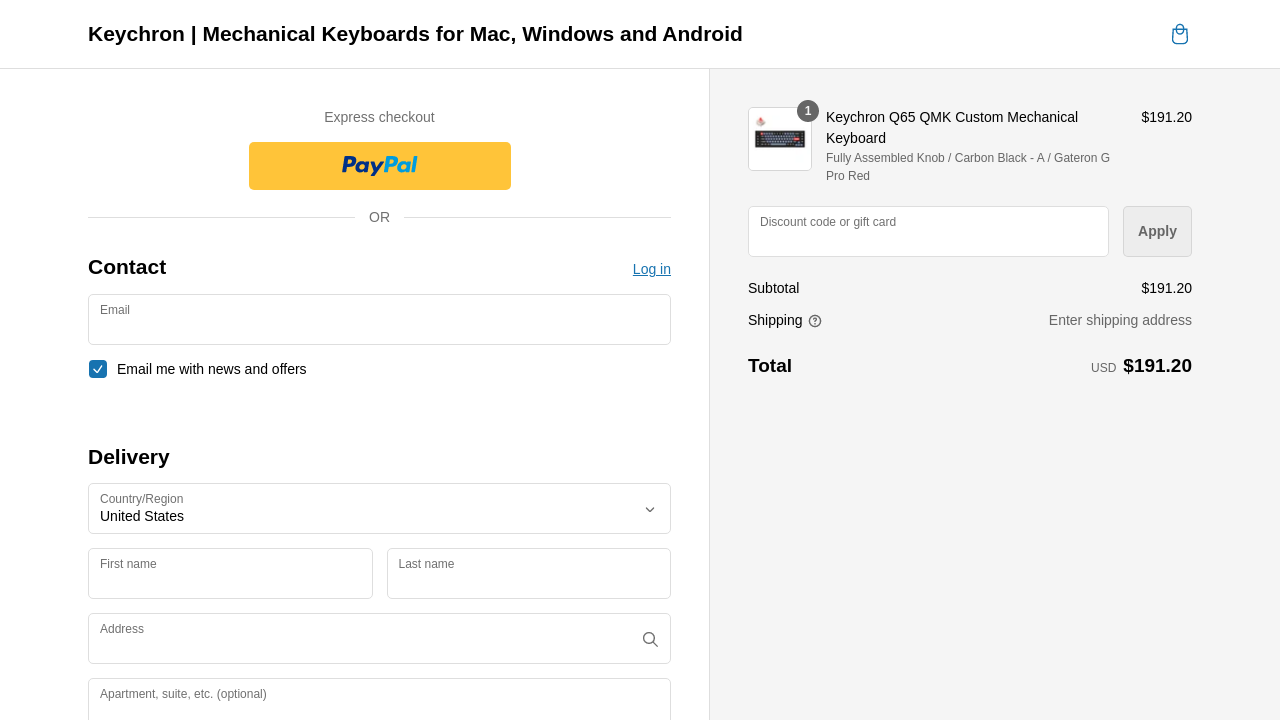 Keychron | Mechanical Keyboards for Mac, Windows and Android
Express checkout
PayPal
OR
Contact
Log in
Email
Email me with news and offers
Delivery
Country/Region
United States
First name
Last name
Address
Apartment, suite, etc. (optional)
1
Keychron Q65 QMK Custom Mechanical
Keyboard
$191.20
Fully Assembled Knob / Carbon Black - A / Gateron G
Pro Red
Discount code or gift card
Apply
Subtotal
$191.20
Shipping
Enter shipping address
Total
USD $191.20